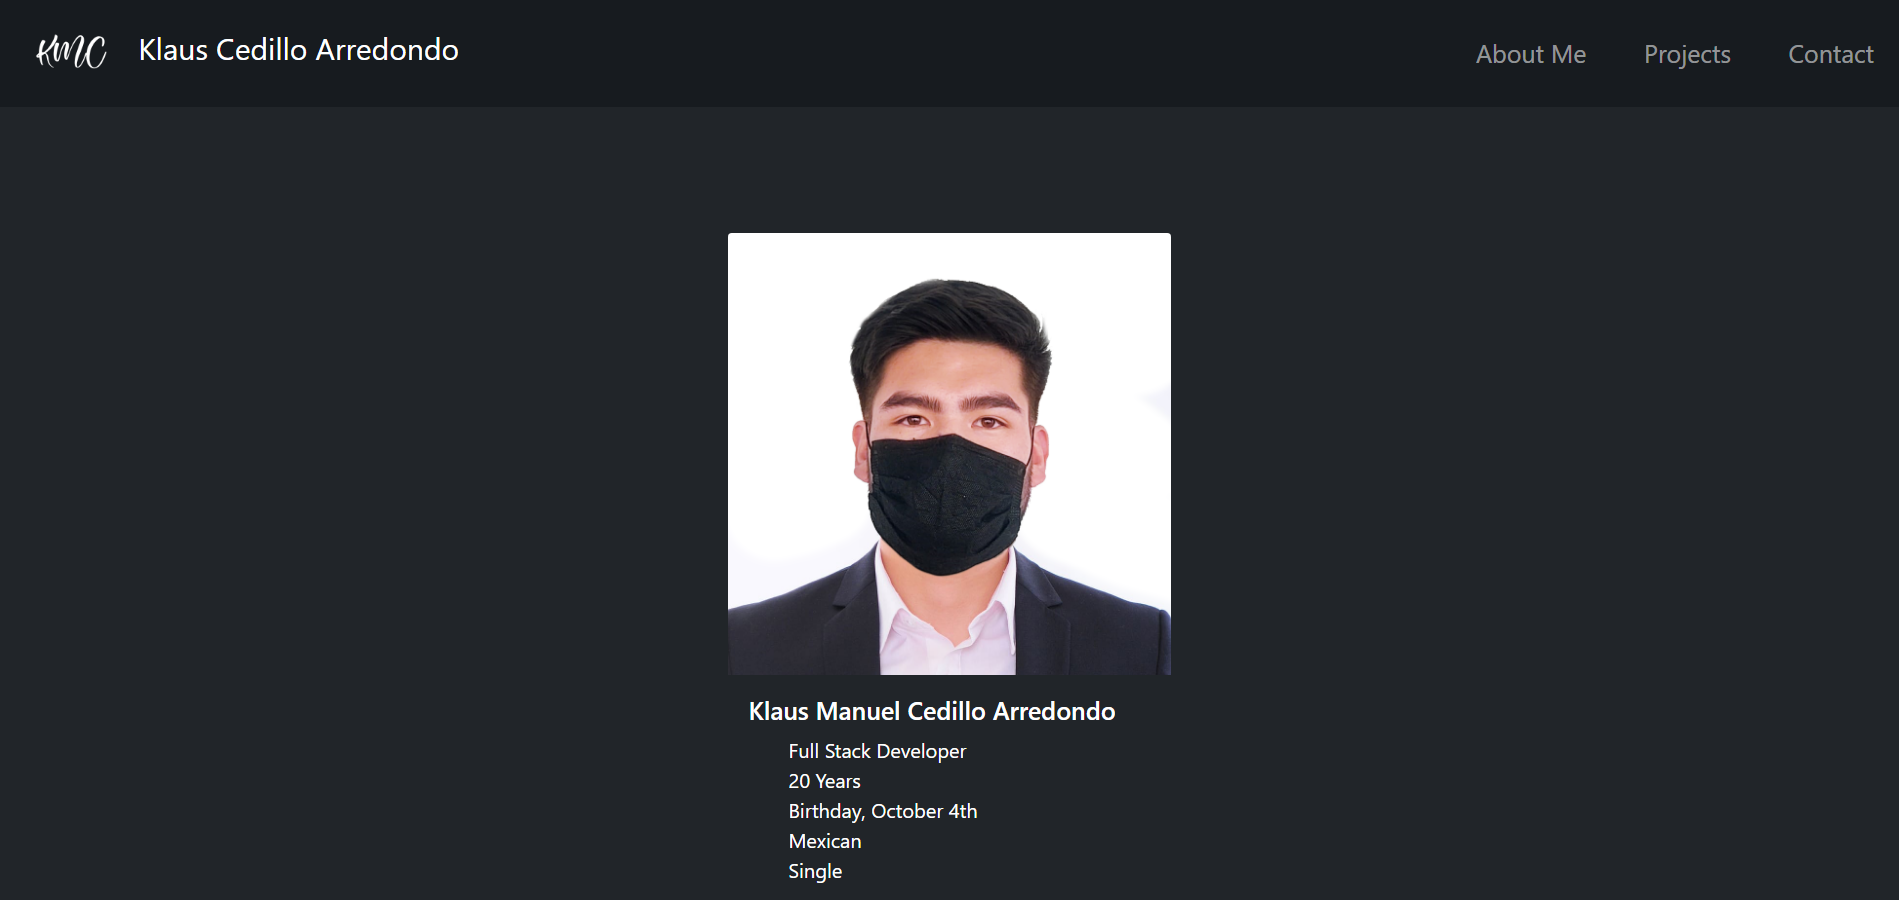 KMC
Klaus Cedillo Arredondo
About Me
Projects
Contact
Klaus Manuel Cedillo Arredondo
Full Stack Developer
20 Years
Birthday, October 4th
Mexican
Single